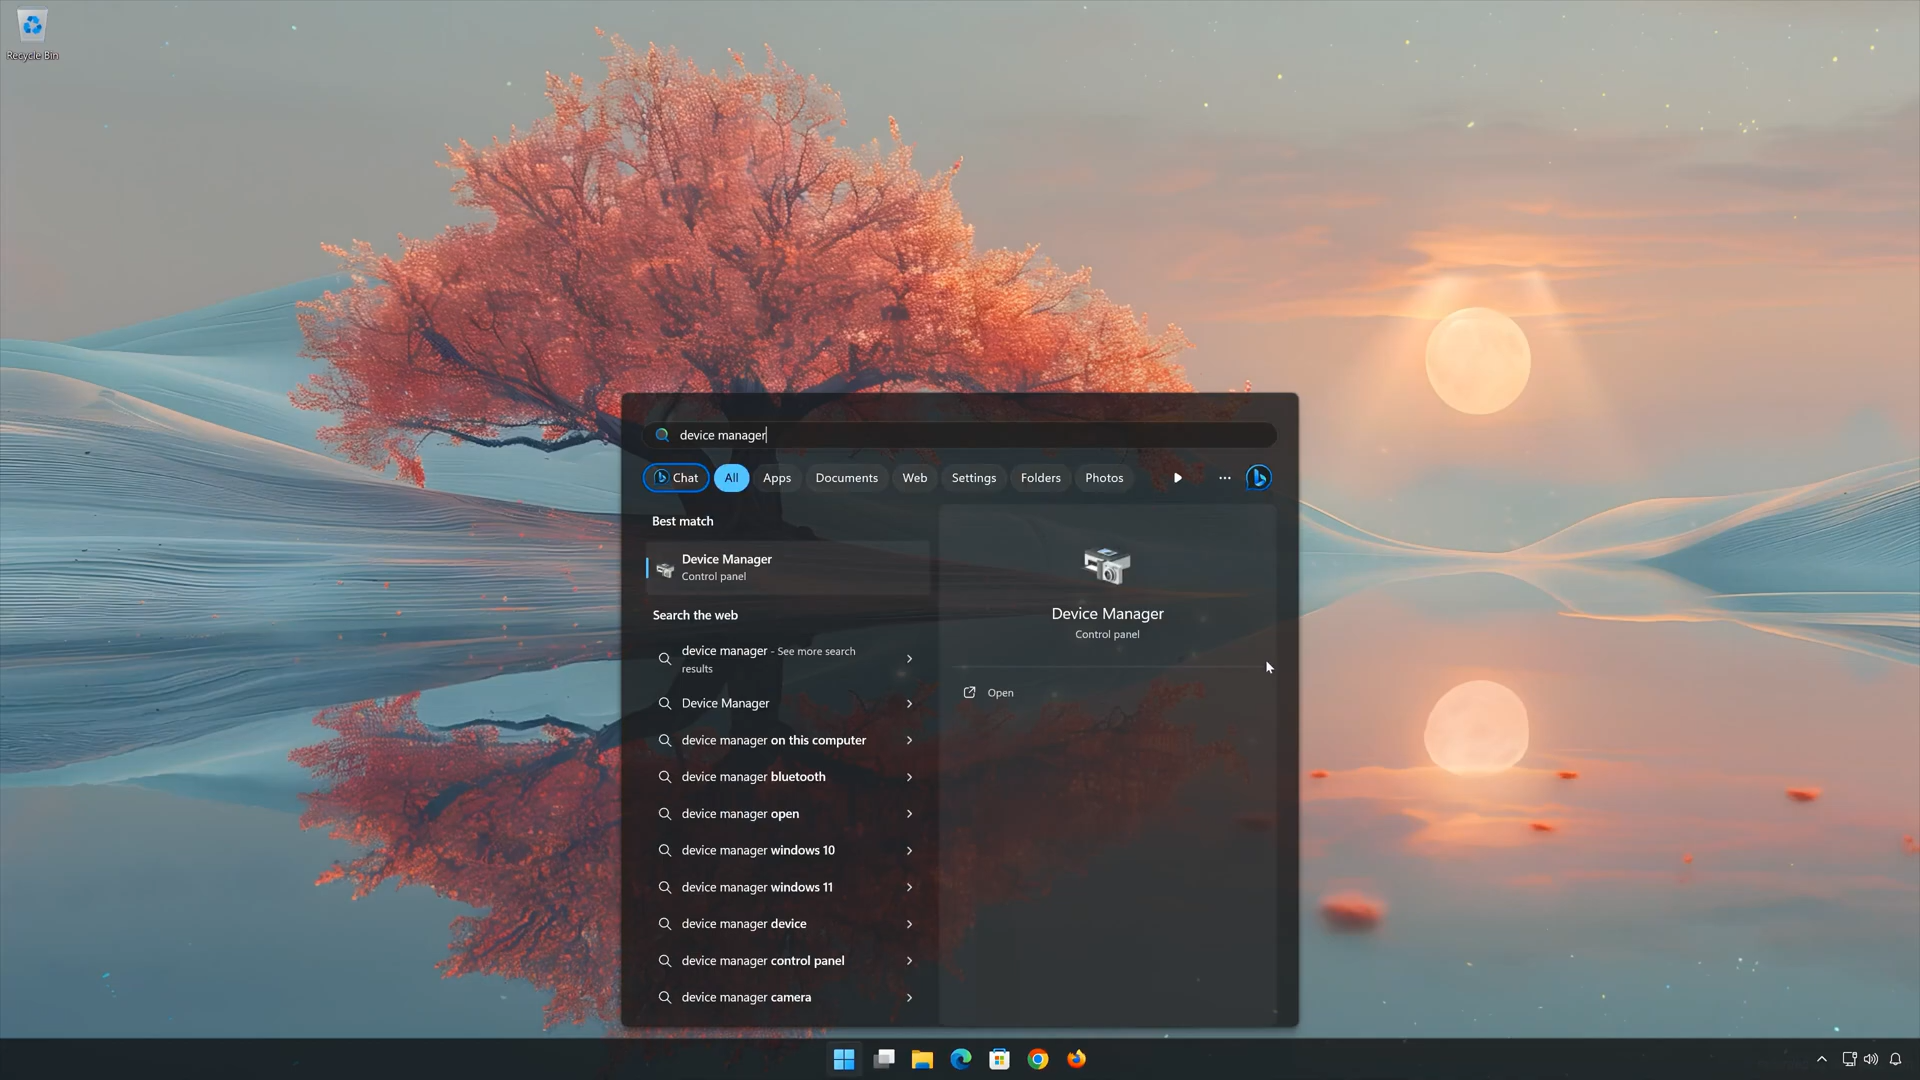 Recycle Bin
device manager
Chat
All
Apps
Documents
Web
Settings
Folders
Photos
Best match
Device Manager
Control panel
Search the web
device manager - See more search
results
Device Manager
device manager on this computer
device manager bluetooth
device manager open
device manager windows 10
device manager windows 11
device manager device
device manager control panel
device manager camera
Device Manager
Control panel
Open